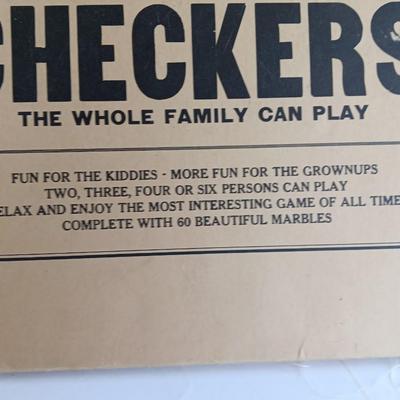 CHECKERS
THE WHOLE FAMILY CAN PLAY
FUN FOR THE KIDDIES - MORE FUN FOR THE GROWNUPS
TWO, THREE, FOUR OR SIX PERSONS CAN PLAY
RELAX AND ENJOY THE MOST INTERESTING GAME OF ALL TIME
COMPLETE WITH 60 BEAUTIFUL MARBLES